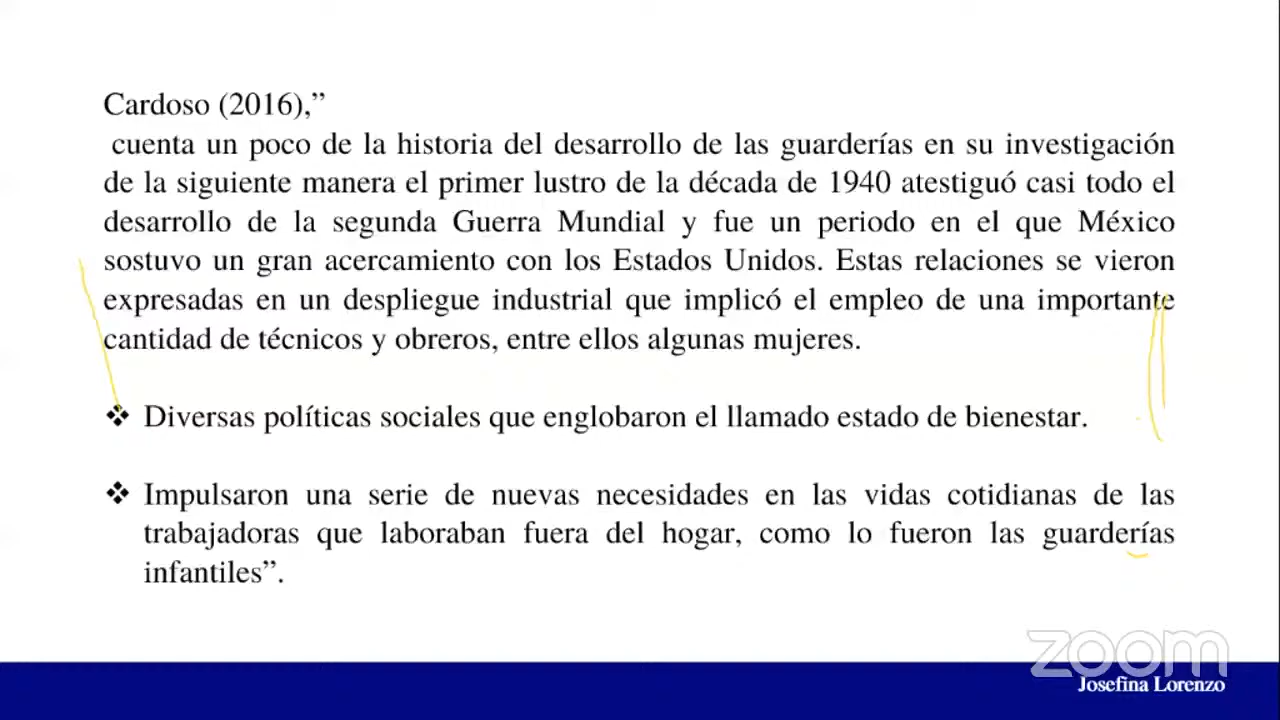 Cardoso (2016),”
cuenta un poco de la historia del desarrollo de las guarderías en su investigación
de la siguiente manera el primer lustro de la década de 1940 atestiguó casi todo el
desarrollo de la segunda Guerra Mundial y fue un periodo en el que México
sostuvo un gran acercamiento con los Estados Unidos. Estas relaciones se vieron
expresadas en un despliegue industrial que implicó el empleo de una importante
cantidad de técnicos y obreros, entre ellos algunas mujeres.
❖ Diversas políticas sociales que englobaron el llamado estado de bienestar.
❖ Impulsaron una serie de nuevas necesidades en las vidas cotidianas de las
trabajadoras que laboraban fuera del hogar, como lo fueron las guarderías
infantiles”.
zoom
Josefina Lorenzo